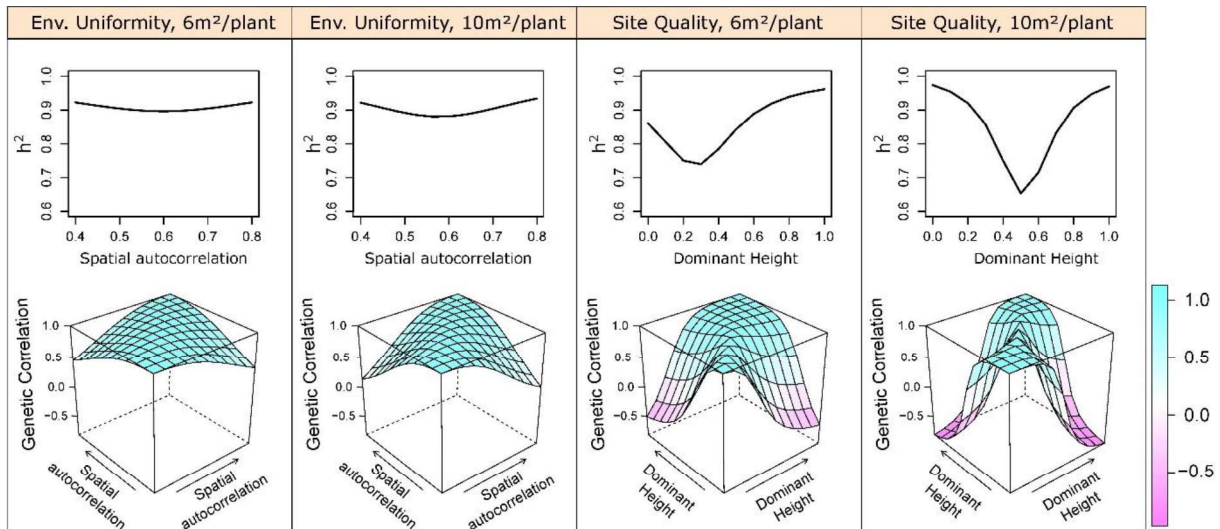 Env. Uniformity, 6m²/plant
Env. Uniformity, 10m²/plant
Site Quality, 6m²/plant
Site Quality, 10m²/plant
h²
1.0
0.9
0.8
0.7
0.6
0.4
0.5
0.6
0.7
0.8
Spatial autocorrelation
h²
1.0
0.9
0.8
0.7
0.6
0.4
0.5
0.6
0.7
0.8
Spatial autocorrelation
h²
1.0
0.9
0.8
0.7
0.6
0.0
0.2
0.4
0.6
0.8
1.0
Dominant Height
h²
1.0
0.9
0.8
0.7
0.6
0.0
0.2
0.4
0.6
0.8
1.0
Dominant Height
Genetic Correlation
1.0
0.5
0.0
−0.5
Spatial
autocorrelation
Spatial
autocorrelation
Genetic Correlation
1.0
0.5
0.0
−0.5
Spatial
autocorrelation
Spatial
autocorrelation
Genetic Correlation
1.0
0.5
0.0
−0.5
Dominant
Height
Dominant
Height
Genetic Correlation
1.0
0.5
0.0
−0.5
Dominant
Height
Dominant
Height
1.0
0.5
0.0
−0.5